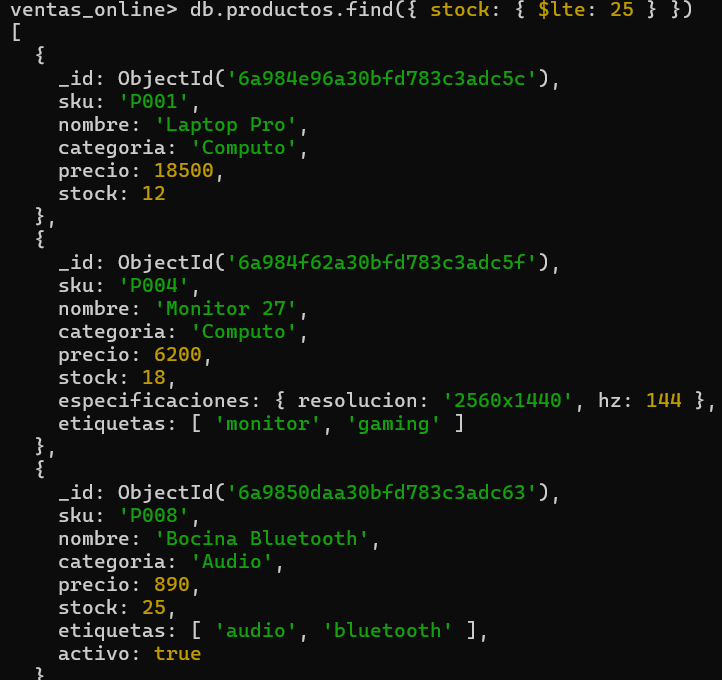 ventas_online> db.productos.find({ stock: { $lte: 25 } })
[
  {
    _id: ObjectId('6a984e96a30bfd783c3adc5c'),
    sku: 'P001',
    nombre: 'Laptop Pro',
    categoria: 'Computo',
    precio: 18500,
    stock: 12
  },
  {
    _id: ObjectId('6a984f62a30bfd783c3adc5f'),
    sku: 'P004',
    nombre: 'Monitor 27',
    categoria: 'Computo',
    precio: 6200,
    stock: 18,
    especificaciones: { resolucion: '2560x1440', hz: 144 },
    etiquetas: [ 'monitor', 'gaming' ]
  },
  {
    _id: ObjectId('6a9850daa30bfd783c3adc63'),
    sku: 'P008',
    nombre: 'Bocina Bluetooth',
    categoria: 'Audio',
    precio: 890,
    stock: 25,
    etiquetas: [ 'audio', 'bluetooth' ],
    activo: true
  }